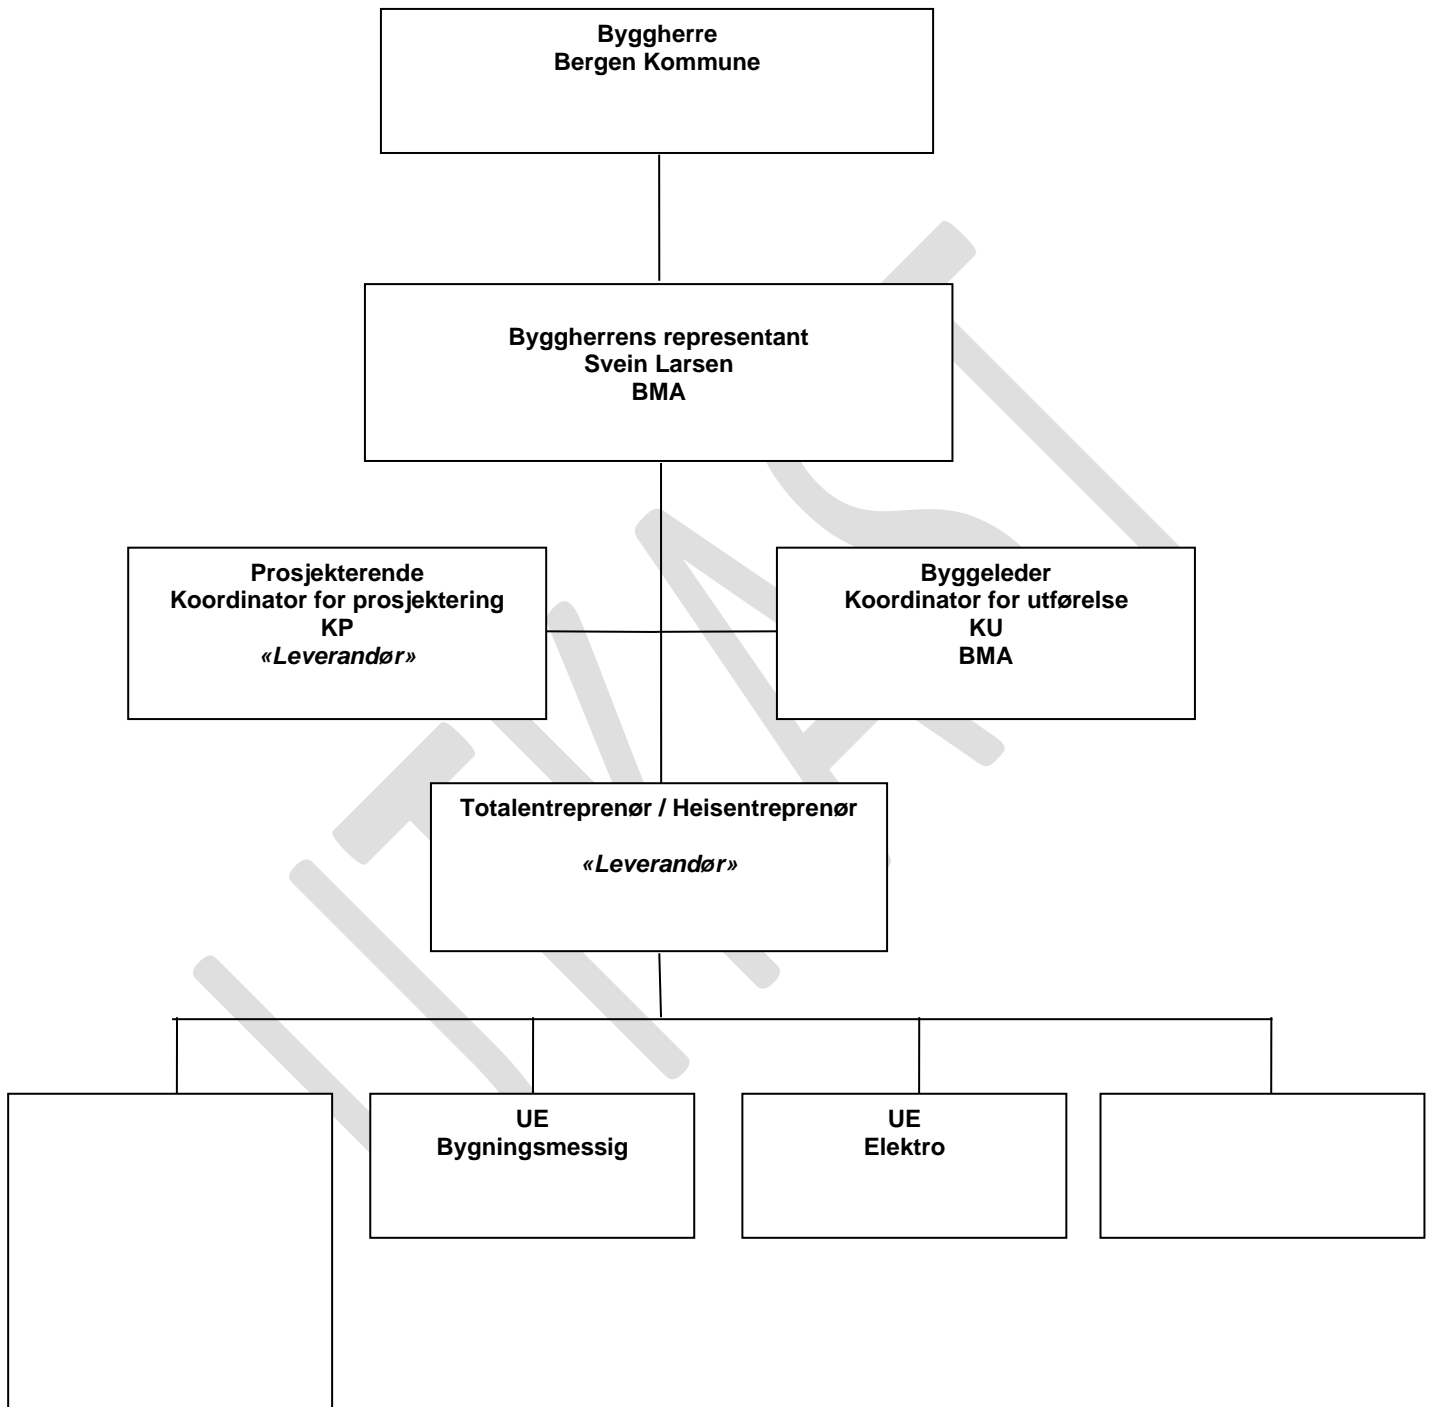 Byggherre
Bergen Kommune
Byggherrens representant
Svein Larsen
BMA
Prosjekterende
Koordinator for prosjektering
KP
«Leverandør»
Byggeleder
Koordinator for utførelse
KU
BMA
Totalentreprenør / Heisentreprenør
«Leverandør»
UE
Bygningsmessig
UE
Elektro
UTKAST